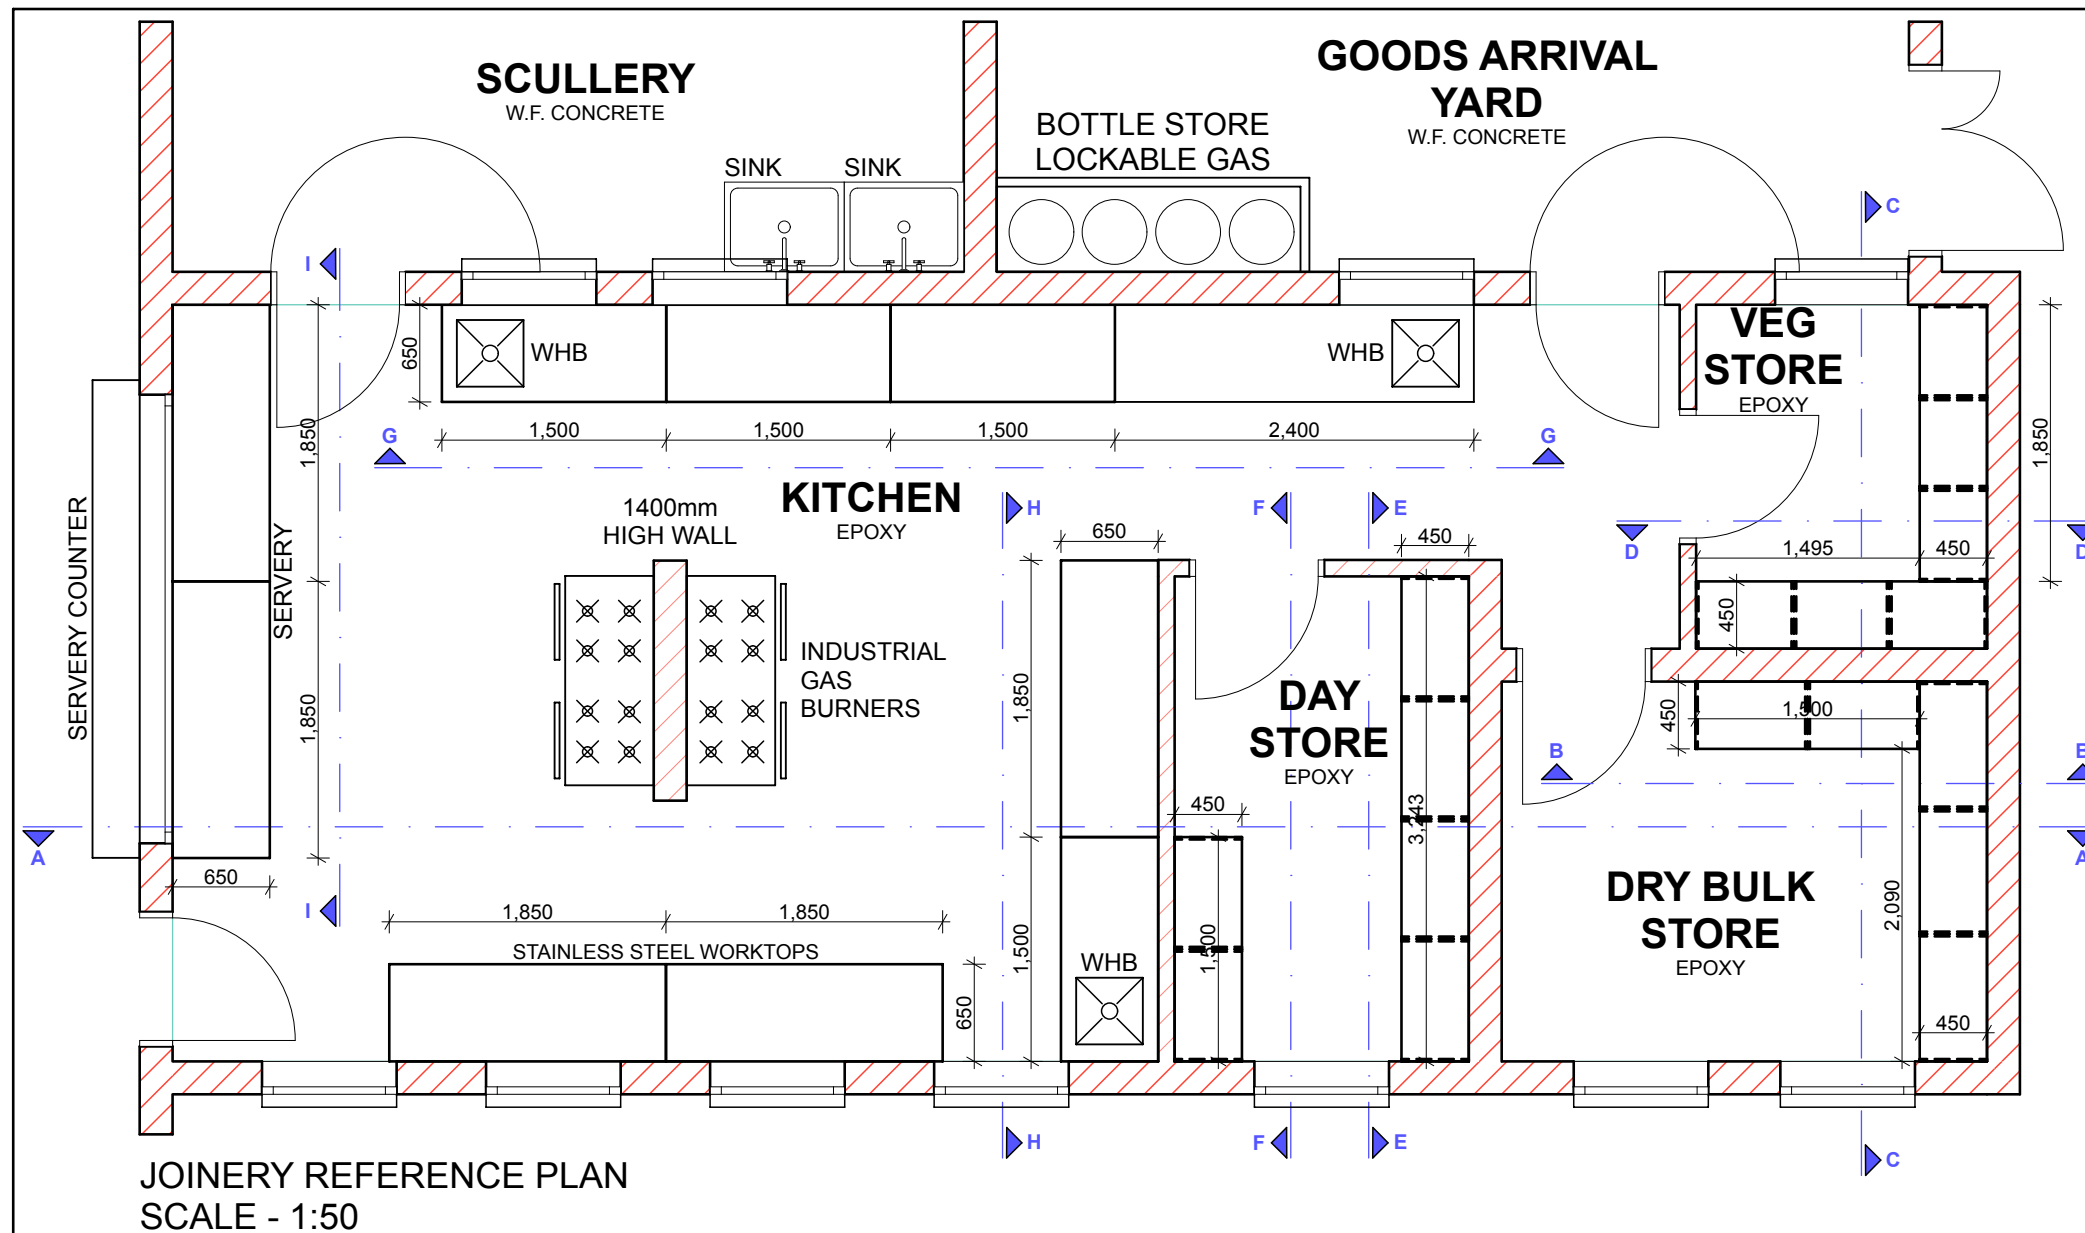 SCULLERY
W.F. CONCRETE
GOODS ARRIVAL
YARD
W.F. CONCRETE
BOTTLE STORE
LOCKABLE GAS
SINK
SINK
C
I
VEG
STORE
EPOXY
WHB
WHB
650
1,850
1,850
1,500
1,500
1,500
2,400
G
G
KITCHEN
EPOXY
1400mm
HIGH WALL
H
F
E
D
D
SERVERY COUNTER
SERVERY
650
450
1,495
450
450
INDUSTRIAL
GAS
BURNERS
1,850
1,850
DAY
STORE
EPOXY
450
1,500
B
B
450
3,243
A
A
650
I
1,850
1,850
STAINLESS STEEL WORKTOPS
650
1,500
WHB
1,500
DRY BULK
STORE
EPOXY
2,090
450
H
F
E
C
JOINERY REFERENCE PLAN
SCALE - 1:50